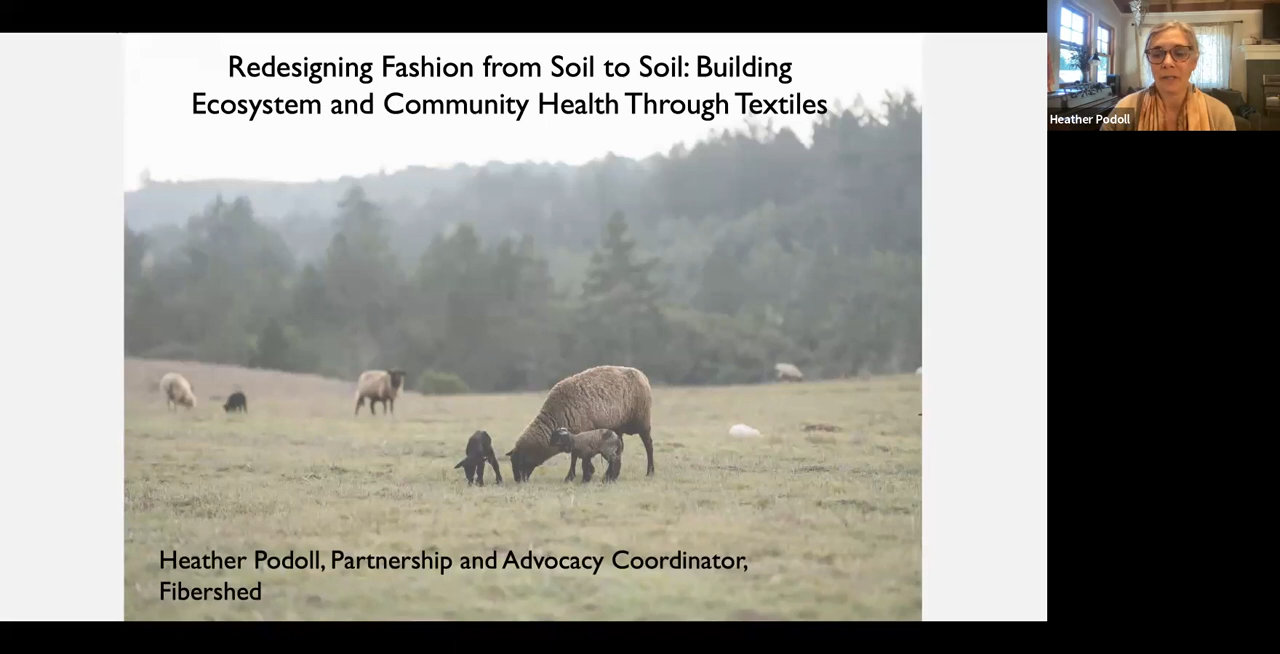 Redesigning Fashion from Soil to Soil: Building
Ecosystem and Community Health Through Textiles
Heather Podoll
Heather Podoll, Partnership and Advocacy Coordinator,
Fibershed